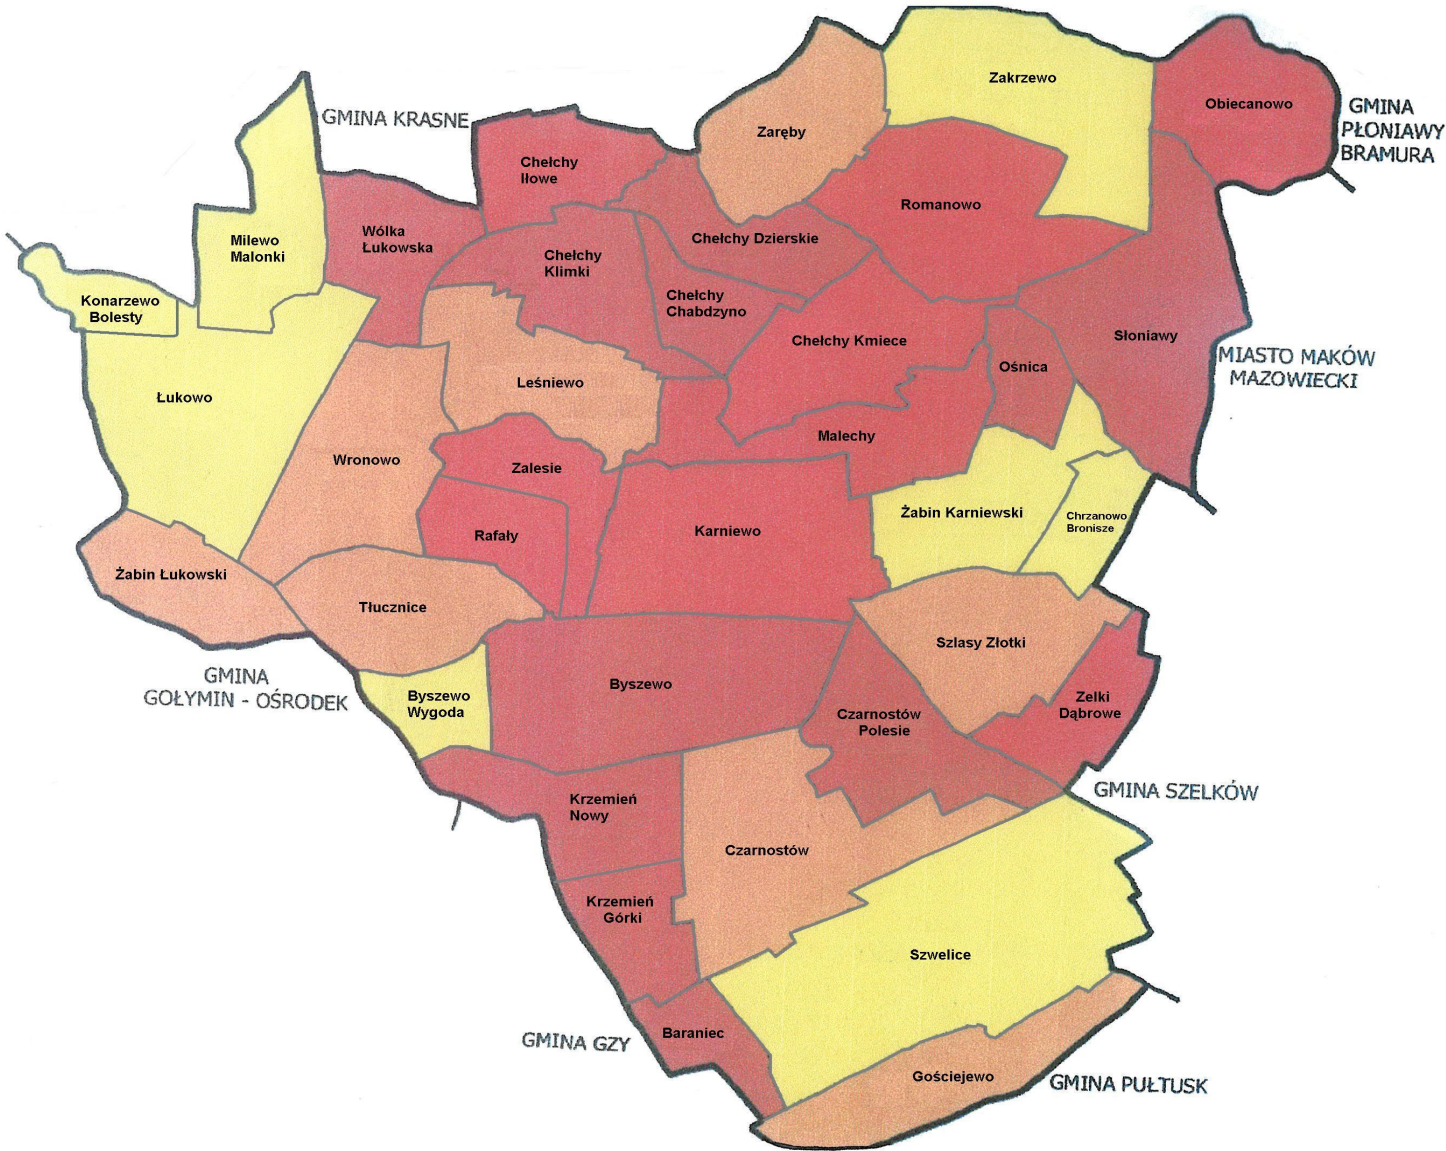 Zakrzewo
Obiecanowo
GMINA
PŁONIAWY
BRAMURA
GMINA KRASNE
Zaręby
Chełchy
Iłowe
Romanowo
Wólka
Łukowska
Milewo
Malonki
Chełchy Dzierskie
Chełchy
Klimki
Konarzewo
Bolesty
Chełchy
Chabdzyno
Chełchy Kmiece
Słoniawy
MIASTO MAKÓW
MAZOWIECKI
Ośnica
Leśniewo
Łukowo
Malechy
Wronowo
Zalesie
Żabin Karniewski
Chrzanowo
Bronisze
Karniewo
Rafały
Żabin Łukowski
Tłucznice
Szlasy Złotki
GMINA
GOŁYMIN - OŚRODEK
Byszewo
Byszewo
Wygoda
Zelki
Dąbrowe
Czarnostów
Polesie
GMINA SZELKÓW
Krzemień
Nowy
Czarnostów
Krzemień
Górki
Szwelice
Baraniec
GMINA GZY
Gościejewo
GMINA PUŁTUSK